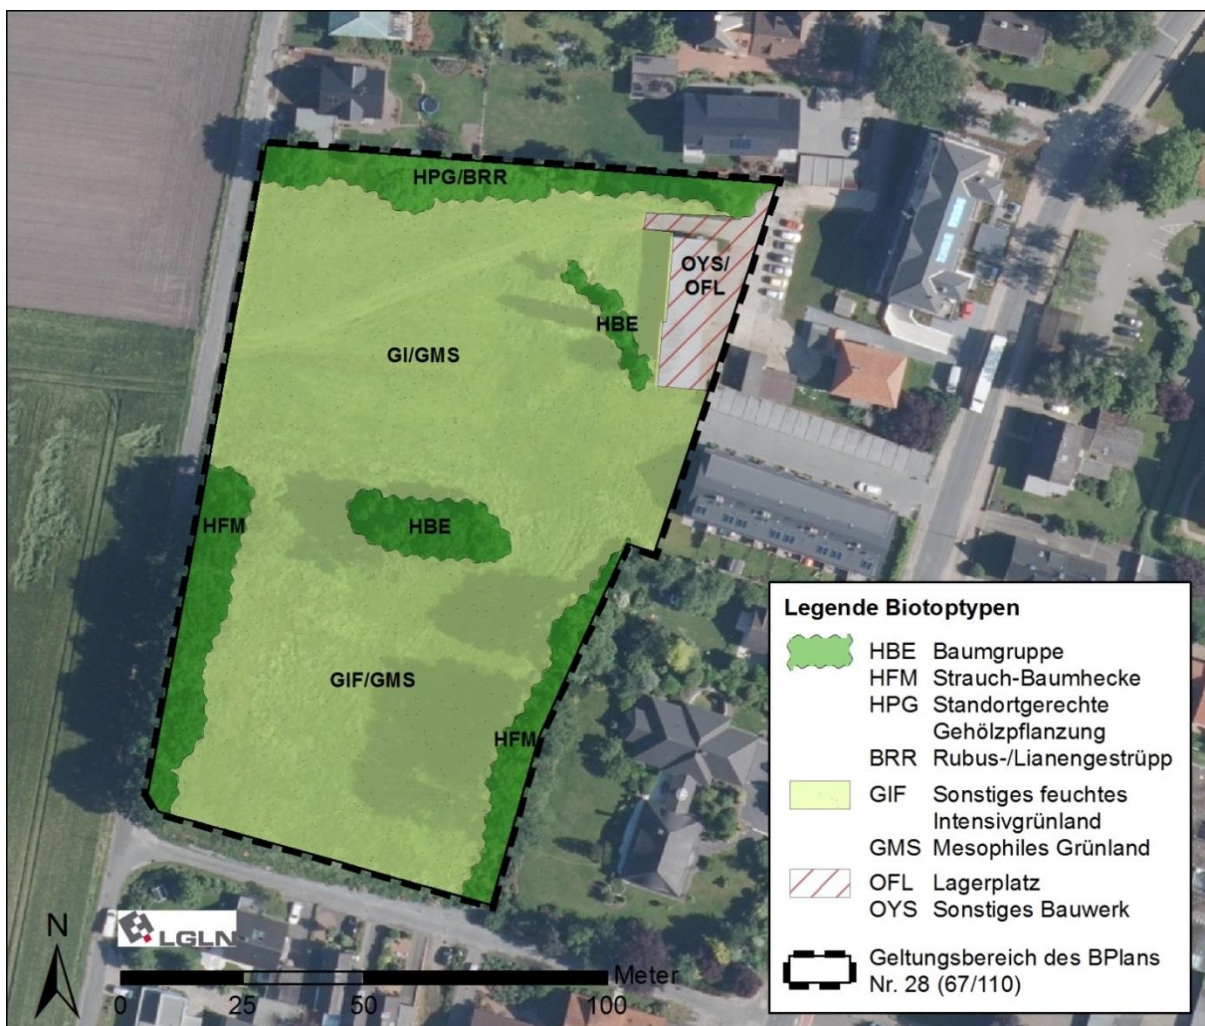 HPG/BRR
OYS/
OFL
HBE
GI/GMS
HFM
HBE
GIF/GMS
HFM
Legende Biotoptypen
HBE Baumgruppe
HFM Strauch-Baumhecke
HPG Standortgerechte
Gehölzpflanzung
BRR Rubus-/Lianengestrüpp
GIF Sonstiges feuchtes
Intensivgrünland
GMS Mesophiles Grünland
OFL Lagerplatz
OYS Sonstiges Bauwerk
Geltungsbereich des BPlans
Nr. 28 (67/110)
N
LGLN
Meter
0 25 50 100